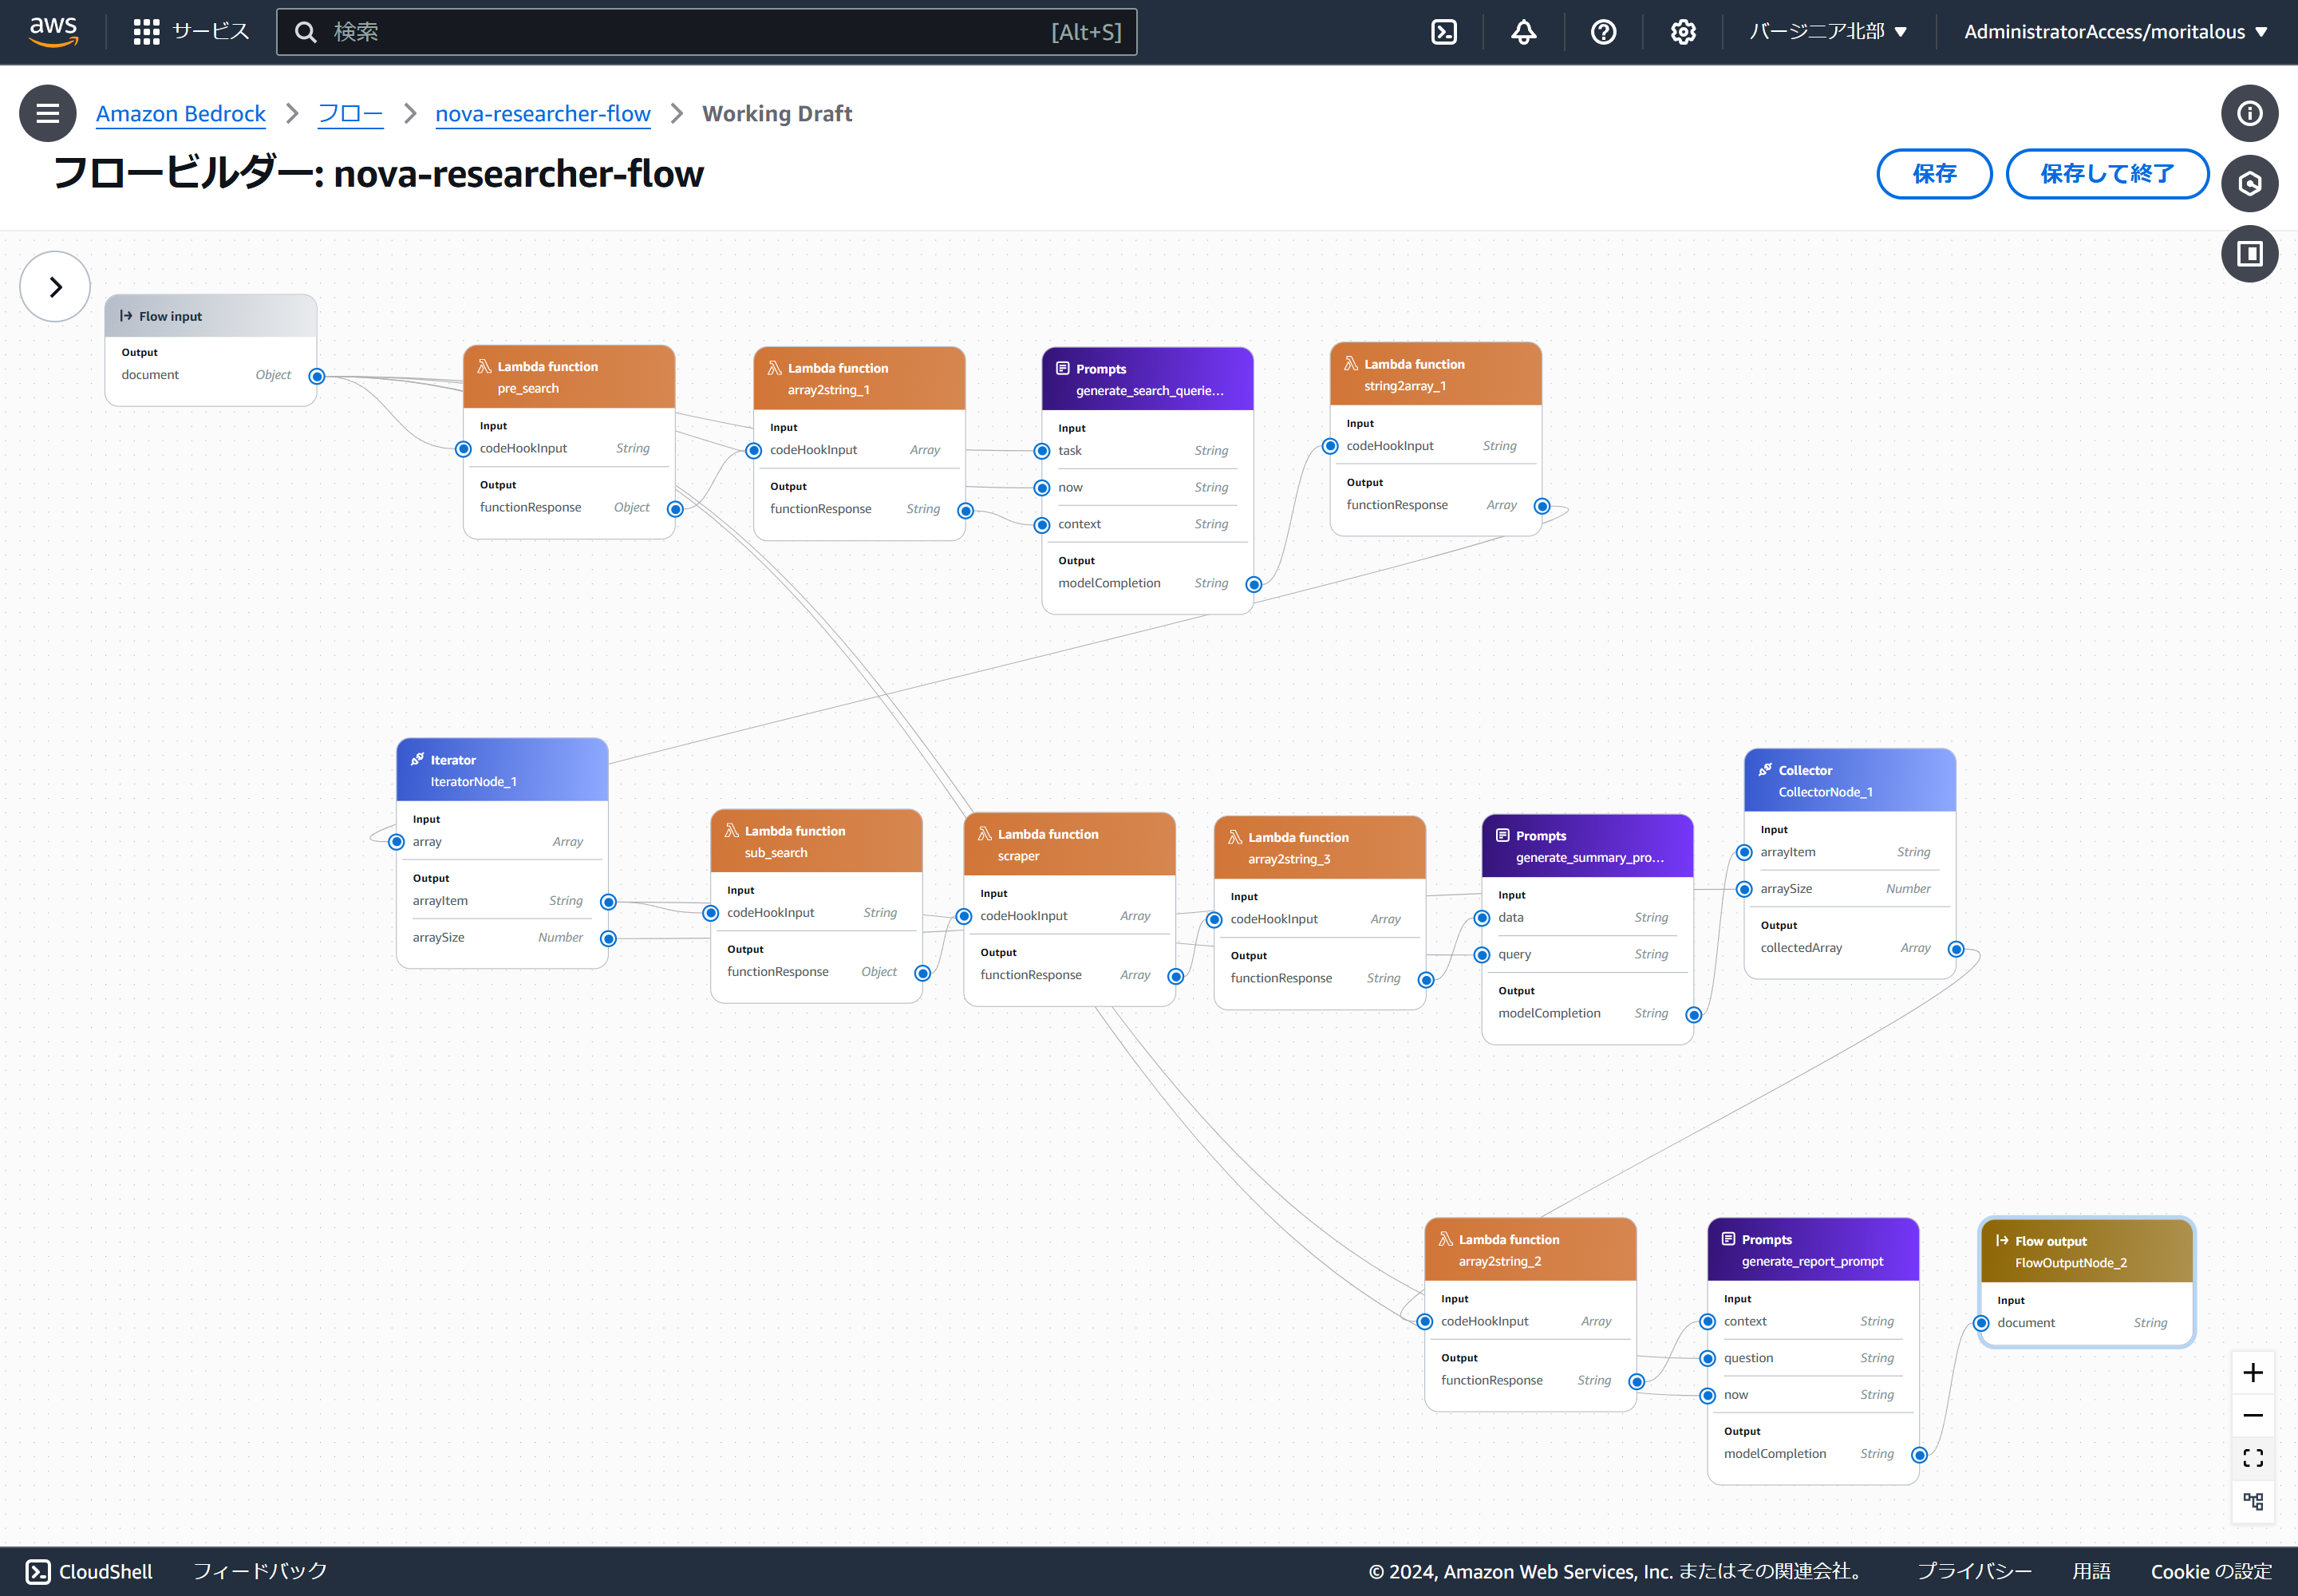 aws
サービス
検索
[Alt+S]
バージニア北部
AdministratorAccess/moritalous
Amazon Bedrock
フロー
nova-researcher-flow
Working Draft
フロービルダー: nova-researcher-flow
保存
保存して終了
Flow input
Output
document Object
Lambda function
pre_search
Input
codeHookInput String
Output
functionResponse Object
Lambda function
array2string_1
Input
codeHookInput Array
Output
functionResponse String
Prompts
generate_search_querie...
Input
task String
now String
context String
Output
modelCompletion String
Lambda function
string2array_1
Input
codeHookInput String
Output
functionResponse Array
Iterator
IteratorNode_1
Input
array Array
Output
arrayItem String
arraySize Number
Lambda function
sub_search
Input
codeHookInput String
Output
functionResponse Object
Lambda function
scraper
Input
codeHookInput Array
Output
functionResponse Array
Lambda function
array2string_3
Input
codeHookInput Array
Output
functionResponse String
Prompts
generate_summary_pro...
Input
data String
query String
Output
modelCompletion String
Collector
CollectorNode_1
Input
arrayItem String
arraySize Number
Output
collectedArray Array
Lambda function
array2string_2
Input
codeHookInput Array
Output
functionResponse String
Prompts
generate_report_prompt
Input
context String
question String
now String
Output
modelCompletion String
Flow output
FlowOutputNode_2
Input
document String
CloudShell
フィードバック
© 2024, Amazon Web Services, Inc. またはその関連会社。
プライバシー
用語
Cookie の設定